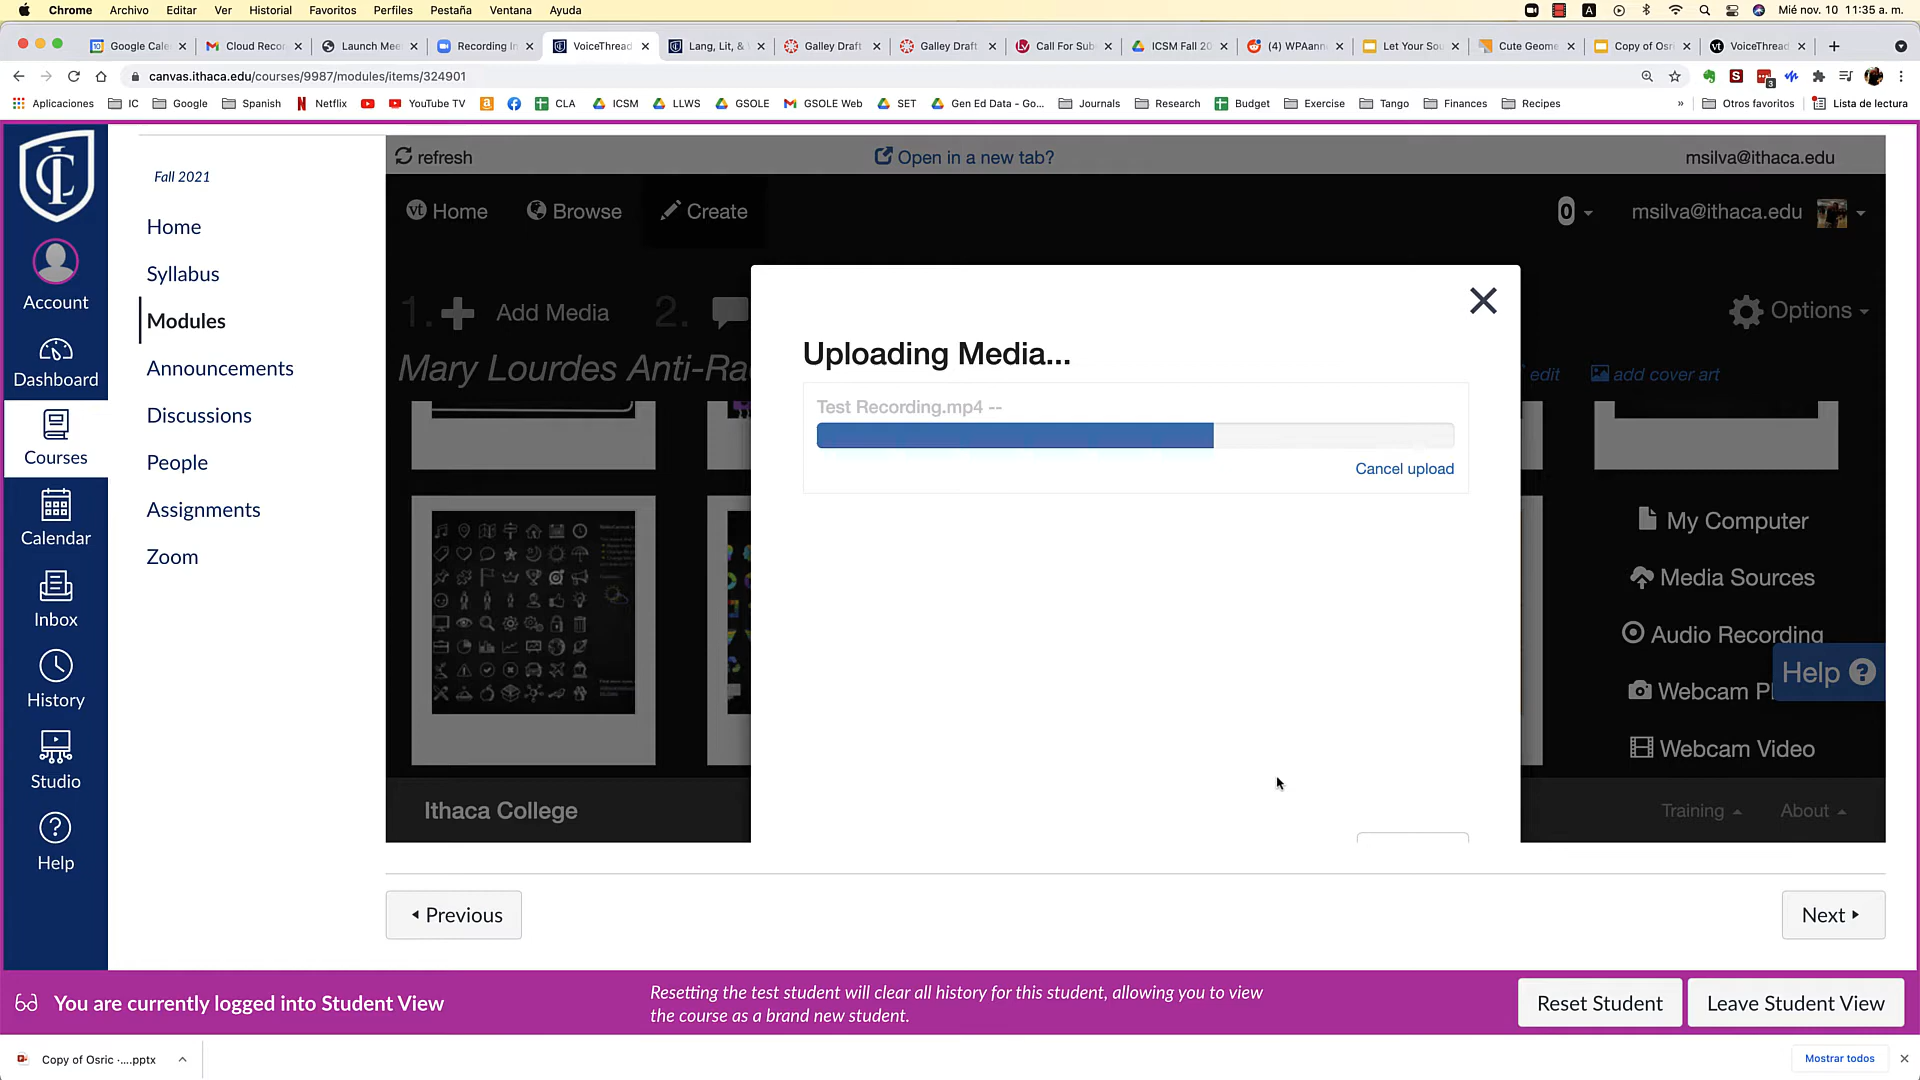 Chrome Archivo Editar Ver Historial Favoritos Perfiles Pestaña Ventana Ayuda Mié nov. 10 11:35 a. m.
Google Cale Cloud Recor Launch Mee Recording I VoiceThread Lang, Lit, & Galley Draft Galley Draft Call For Sub ICSM Fall 20 (4) WPAann Let Your Sou Cute Geome Copy of Osri VoiceThread
canvas.ithaca.edu/courses/9987/modules/items/324901
Aplicaciones IC Google Spanish Netflix YouTube TV CLA ICSM LLWS GSOLE GSOLE Web SET Gen Ed Data - Go... Journals Research Budget Exercise Tango Finances Recipes » Otros favoritos Lista de lectura
refresh Open in a new tab? msilva@ithaca.edu
Fall 2021
Home
Syllabus
Modules
Announcements
Discussions
People
Assignments
Zoom
Account
Dashboard
Courses
Calendar
Inbox
History
Studio
Help
vt Home Browse Create 0 msilva@ithaca.edu
1. Add Media 2. Options
Mary Lourdes Anti-Ra edit add cover art
Uploading Media...
Test Recording.mp4 --
Cancel upload
My Computer
Media Sources
Audio Recording
Help ?
Webcam P
Webcam Video
Ithaca College Training About
Previous Next
You are currently logged into Student View
Resetting the test student will clear all history for this student, allowing you to view
the course as a brand new student.
Reset Student Leave Student View
Copy of Osric -....pptx Mostrar todos